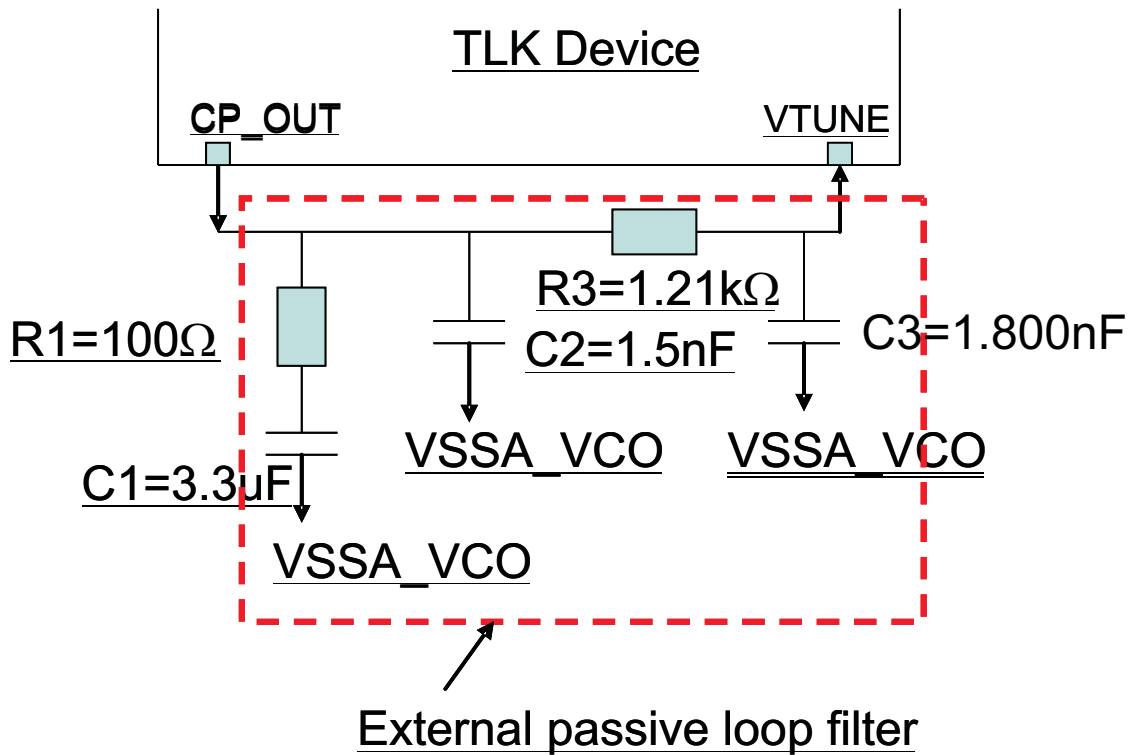 TLK Device
CP_OUT
VTUNE
R3=1.21kΩ
R1=100Ω
C2=1.5nF
C3=1.800nF
VSSA_VCO
VSSA_VCO
C1=3.3µF
VSSA_VCO
External passive loop filter